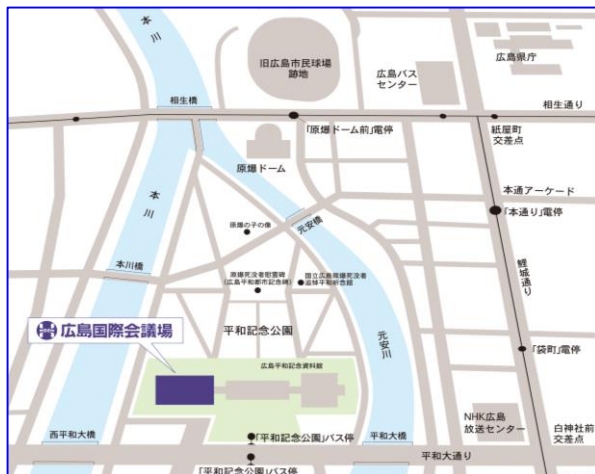 本川
旧広島市民球場
跡地
広島県庁
広島バス
センター
相生橋
相生通り
「原爆ドーム前」電停
紙屋町
交差点
原爆ドーム
本通アーケード
本川
原爆の子の像
元安橋
「本通り」電停
本川橋
原爆死没者慰霊碑
(広島平和都市記念碑)
国立広島原爆死没者
追悼平和祈念館
鯉城通り
広島国際会議場
平和記念公園
元安川
広島平和記念資料館
「袋町」電停
NHK広島
放送センター
白神社前
交差点
西平和大橋
「平和記念公園」バス停
平和大橋
平和大通り
「平和記念公園」バス停